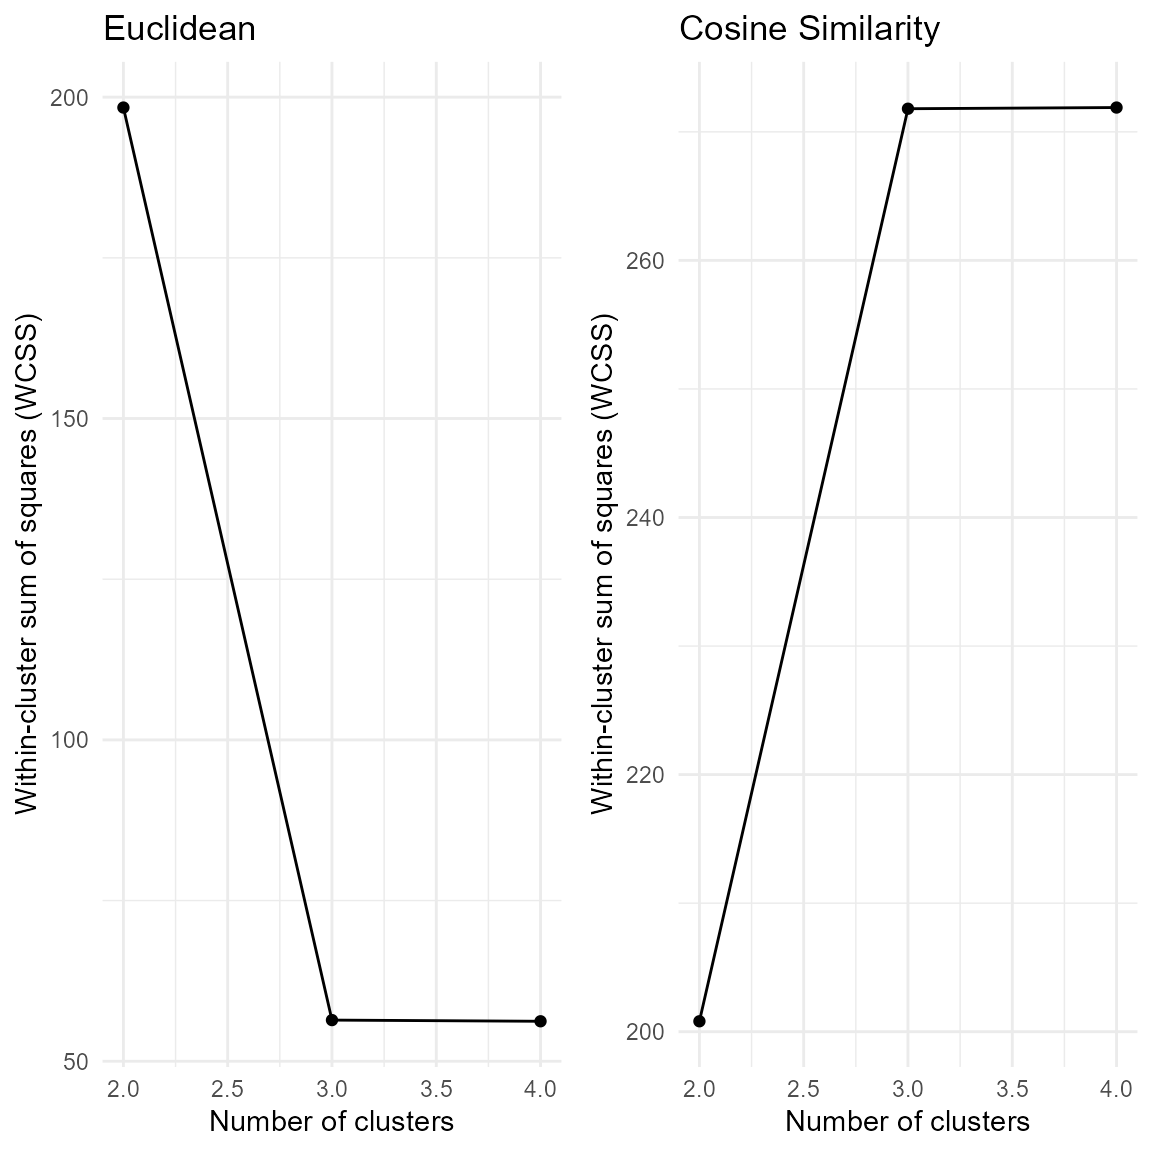 Euclidean
Within-cluster sum of squares (WCSS)
200
150
100
50
2.0 2.5 3.0 3.5 4.0
Number of clusters
Cosine Similarity
Within-cluster sum of squares (WCSS)
260
240
220
200
2.0 2.5 3.0 3.5 4.0
Number of clusters